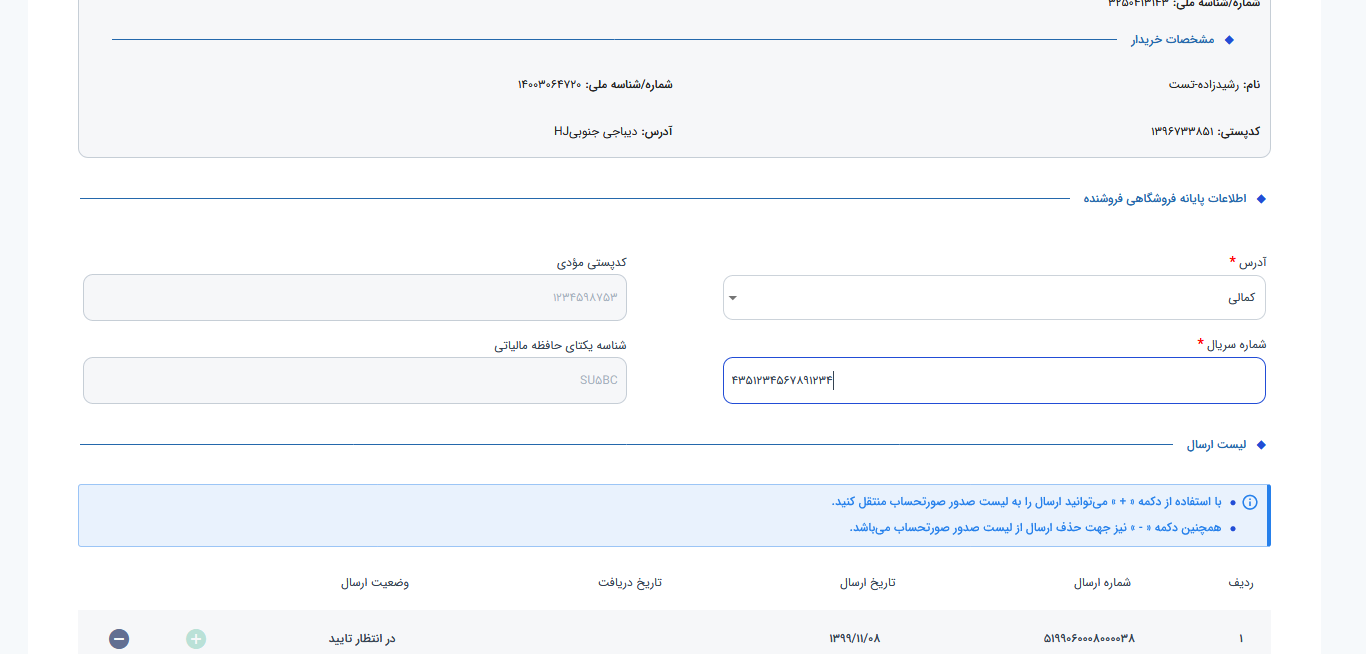 شماره/شناسه ملی: ۳۲۵۰۴۱۳۱۴۳
مشخصات خریدار
نام: رشیدزاده-تست
شماره/شناسه ملی: ۱۴۰۰۳۰۶۴۷۲۰
کدپستی: ۱۳۹۶۷۳۳۸۵۱
آدرس: دیباجی جنوبیHJ
اطلاعات پایانه فروشگاهی فروشنده
آدرس *
کدپستی مؤدی
کمالی
۱۲۳۴۵۹۸۷۵۳
شماره سریال *
شناسه یکتای حافظه مالیاتی
۴۳۵۱۲۳۴۵۶۷۸۹۱۲۳۴
SU۵BC
لیست ارسال
با استفاده از دکمه « + » می‌توانید ارسال را به لیست صدور صورتحساب منتقل کنید.
همچنین دکمه « - » نیز جهت حذف ارسال از لیست صدور صورتحساب می‌باشد.
ردیف شماره ارسال تاریخ ارسال تاریخ دریافت وضعیت ارسال
۱ ۵۱۹۹۰۶۰۰۰۸۰۰۰۰۳۸ ۱۳۹۹/۱۱/۰۸ در انتظار تایید